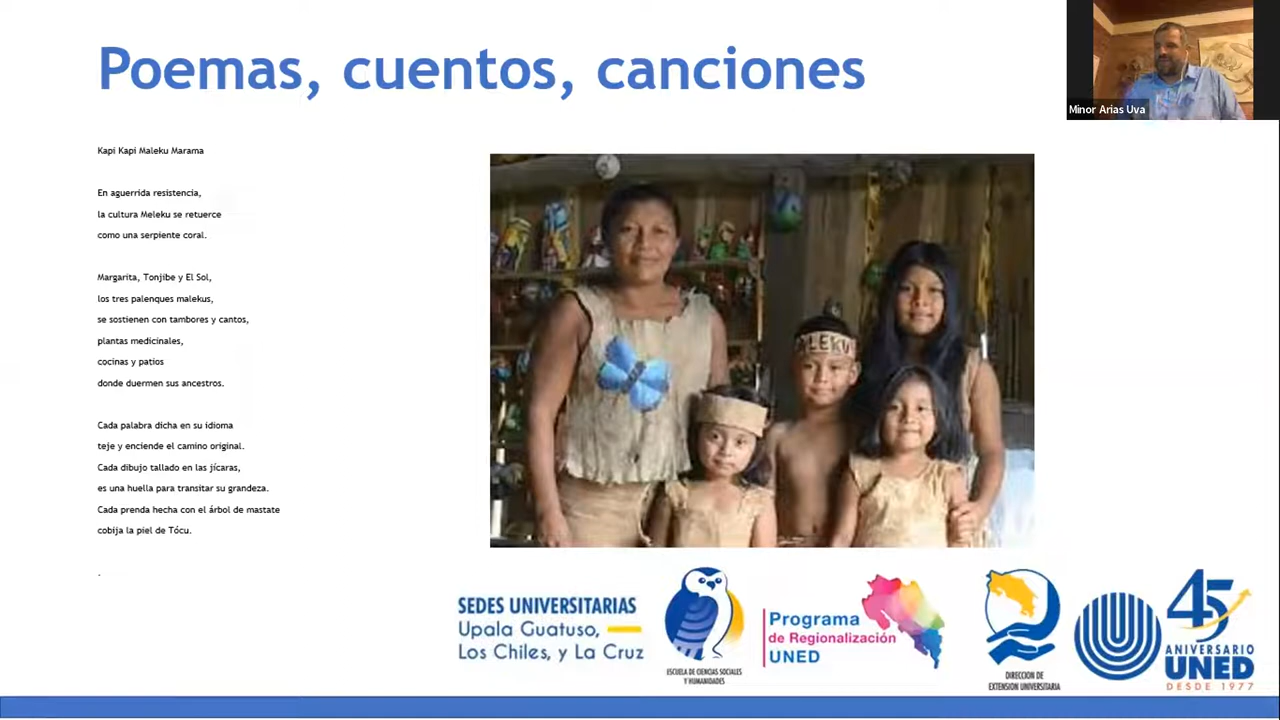 Poemas, cuentos, canciones
Minor Arias Uva
Kapi Kapi Maleku Marama
En aguerrida resistencia,
la cultura Meleku se retuerce
como una serpiente coral.
Margarita, Tonjibe y El Sol,
los tres palenques malekus,
se sostienen con tambores y cantos,
plantas medicinales,
cocinas y patios
donde duermen sus ancestros.
Cada palabra dicha en su idioma
teje y enciende el camino original.
Cada dibujo tallado en las jícaras,
es una huella para transitar su grandeza.
Cada prenda hecha con el árbol de mastate
cobija la piel de Tócu.
.
ALEKU
SEDES UNIVERSITARIAS
Upala Guatuso,
Los Chiles, y La Cruz
ESCUELA DE CIENCIAS SOCIALES
Y HUMANIDADES
Programa
de Regionalización
UNED
DIRECCION DE
EXTENSION UNIVERSITARIA
45
ANIVERSARIO
UNED
DESDE 1977